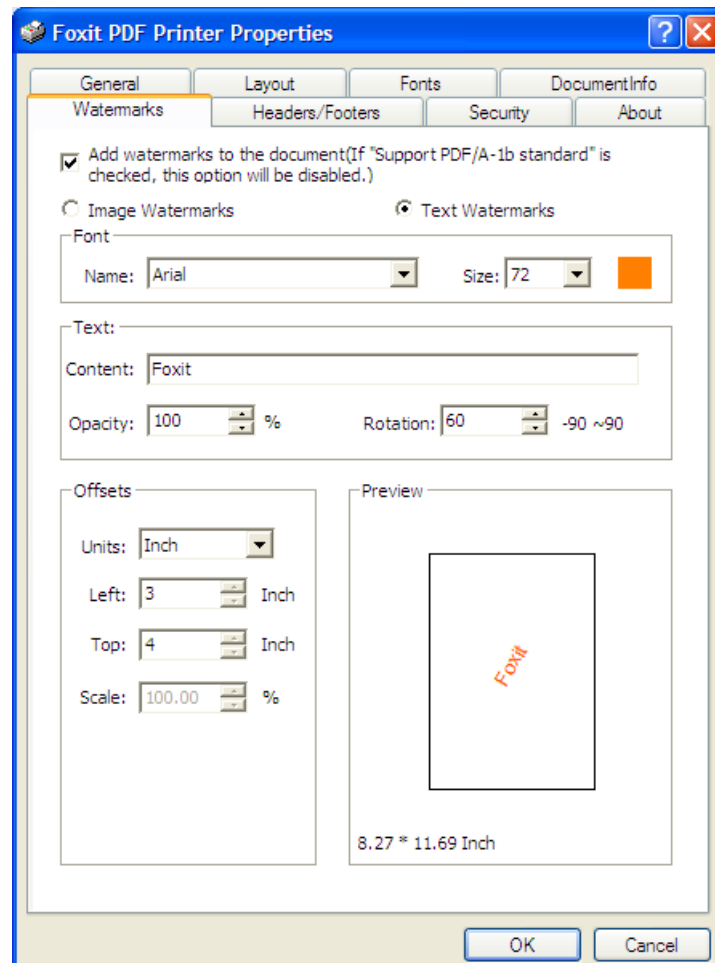 Foxit PDF Printer Properties
General Layout Fonts DocumentInfo
Watermarks Headers/Footers Security About
Add watermarks to the document(If "Support PDF/A-1b standard" is
checked, this option will be disabled.)
Image Watermarks Text Watermarks
Font
Name: Arial Size: 72
Text:
Content: Foxit
Opacity: 100 % Rotation: 60 -90 ~90
Offsets
Units: Inch
Left: 3 Inch
Top: 4 Inch
Scale: 100.00 %
Preview
Foxit
8.27 * 11.69 Inch
OK Cancel